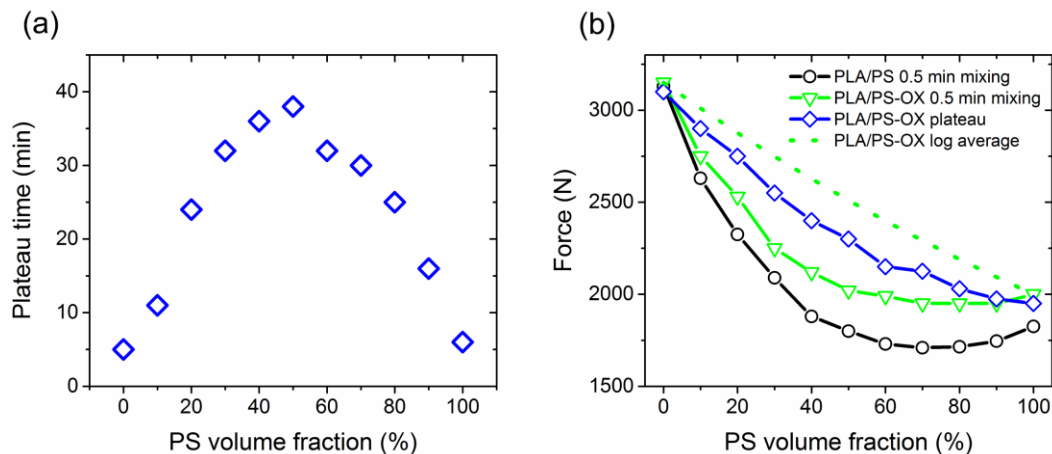 (a)
Plateau time (min)
40
30
20
10
0
0 20 40 60 80 100
PS volume fraction (%)
(b)
Force (N)
3000
2500
2000
1500
PLA/PS 0.5 min mixing
PLA/PS-OX 0.5 min mixing
PLA/PS-OX plateau
PLA/PS-OX log average
0 20 40 60 80 100
PS volume fraction (%)